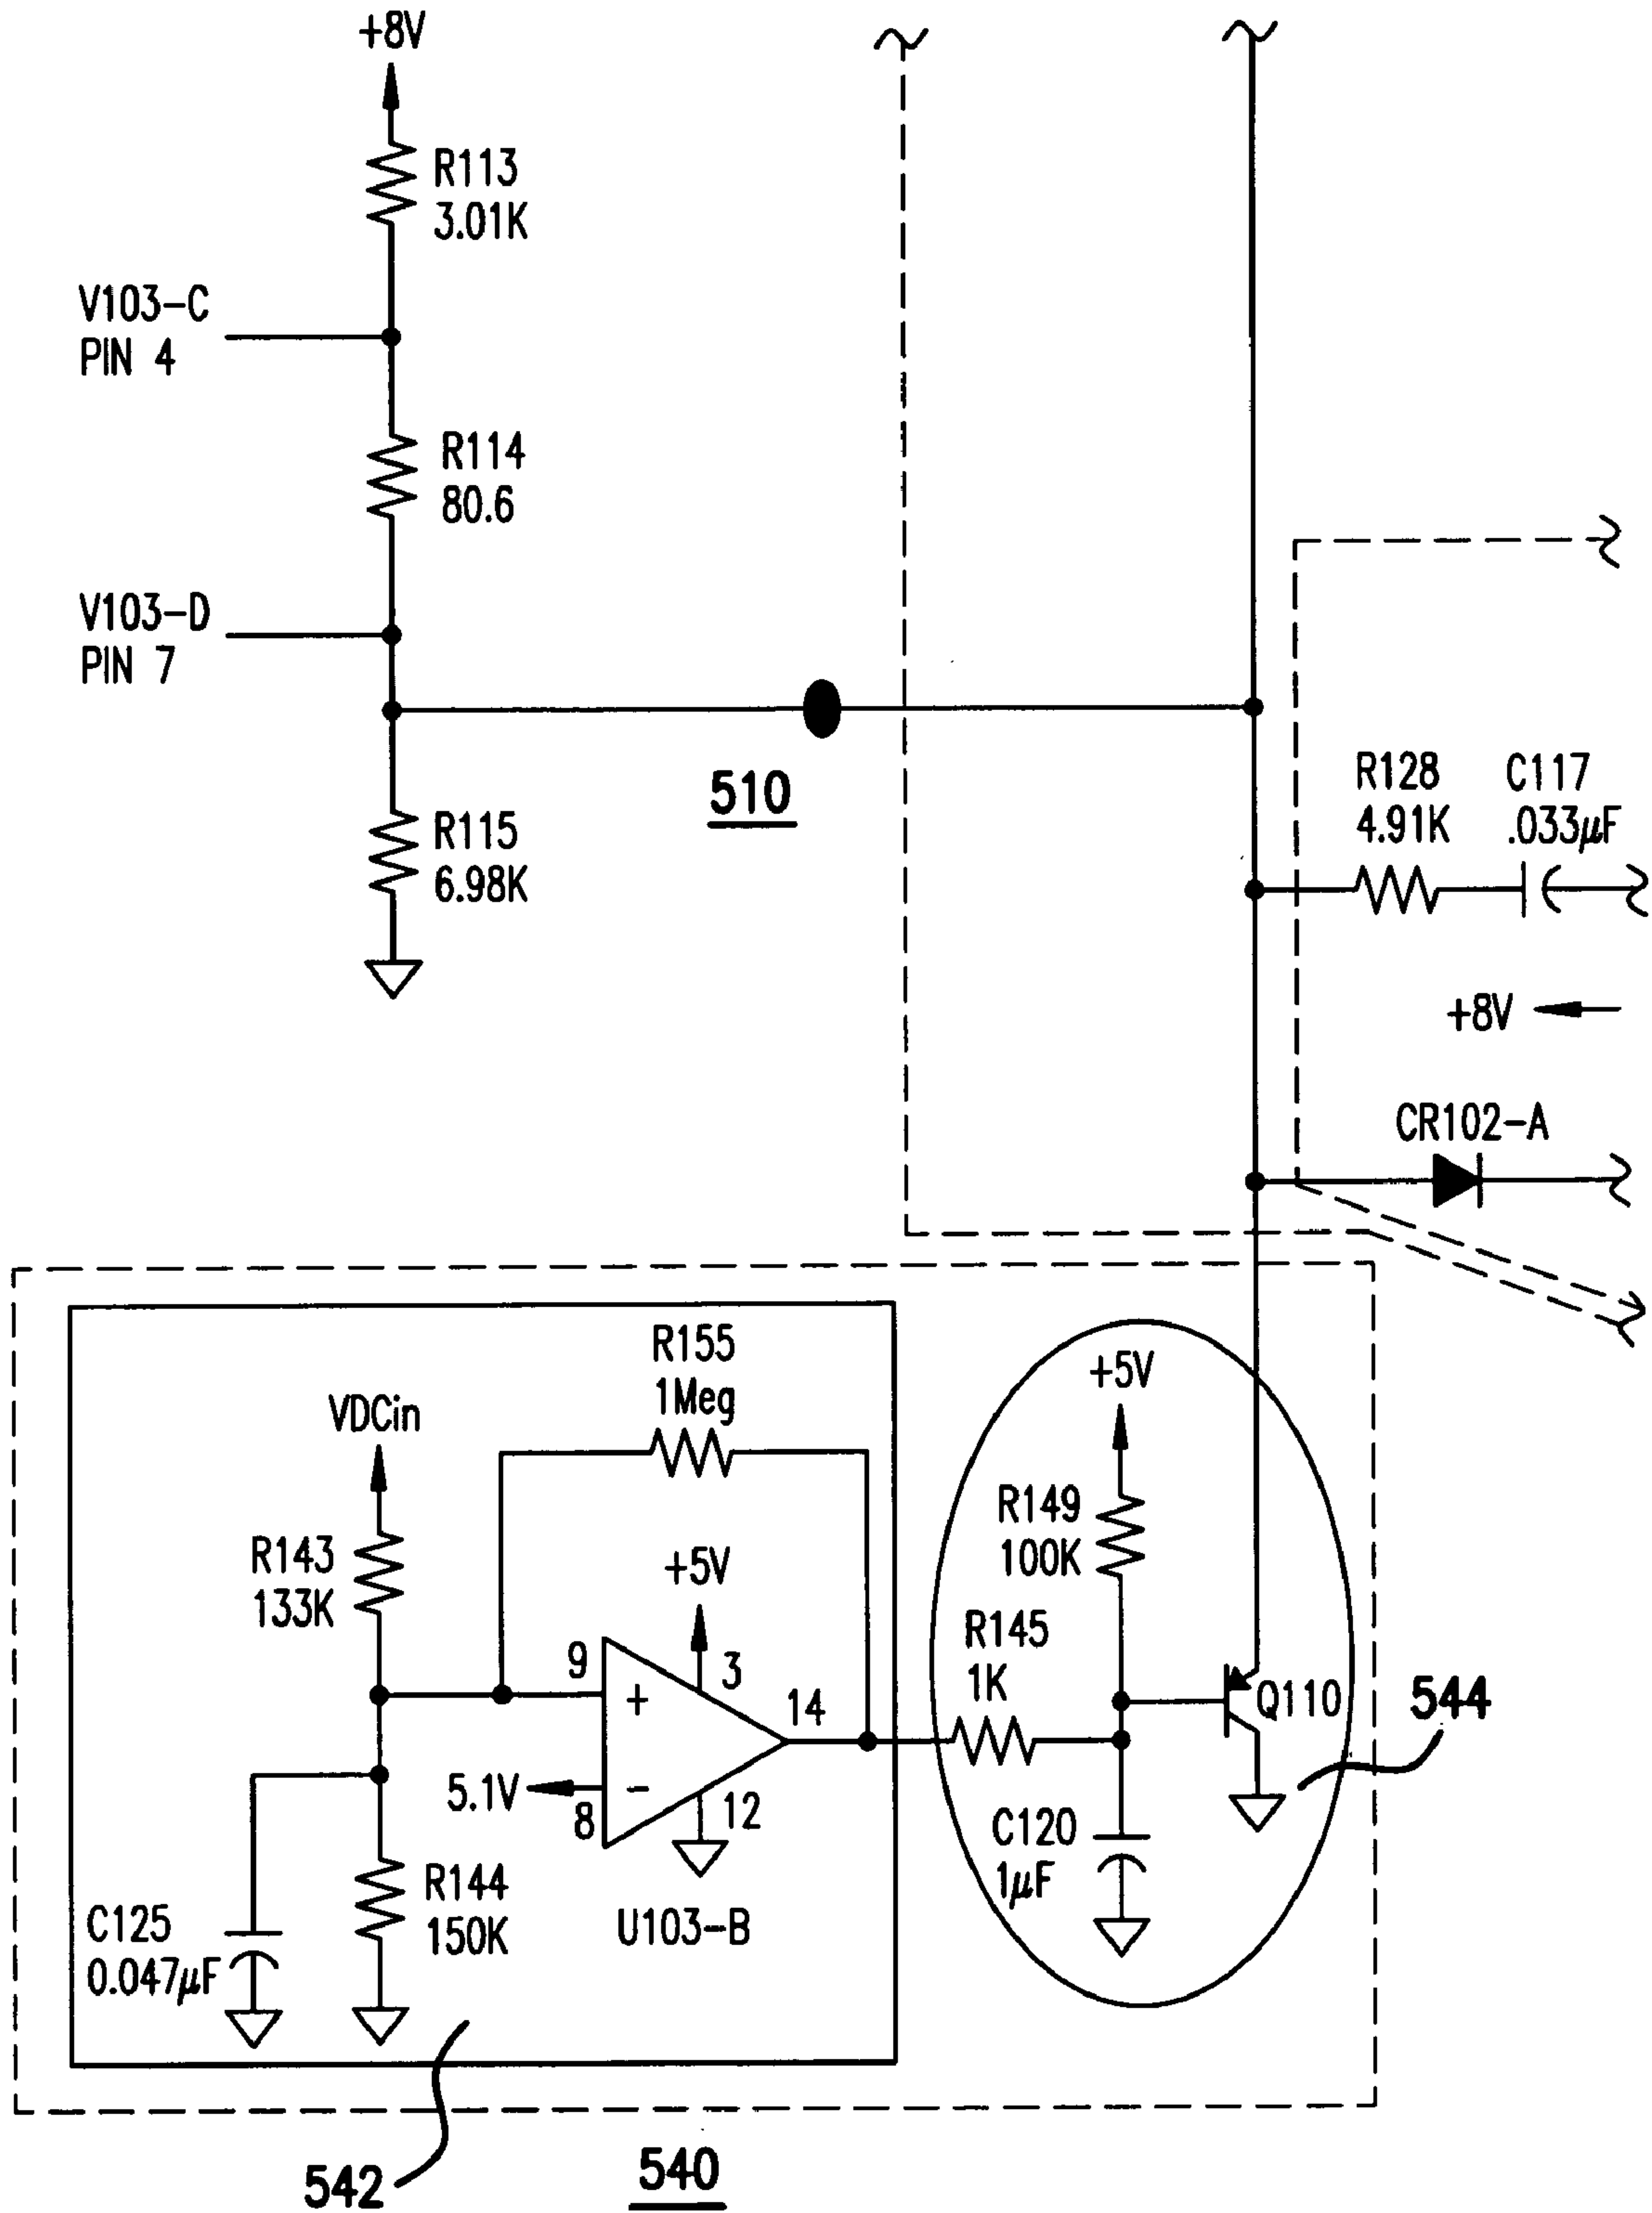 +8V
R113
3.01K
V103-C
PIN 4
R114
80.6
V103-D
PIN 7
510
R115
6.98K
R128
4.91K
C117
.033μF
+8V
CR102-A
R155
1Meg
VDCin
+5V
R143
133K
R149
100K
+5V
R145
1K
9
+
3
14
Q110
544
5.1V
-
8
12
C120
1μF
R144
150K
C125
0.047μF
U103-B
542
540